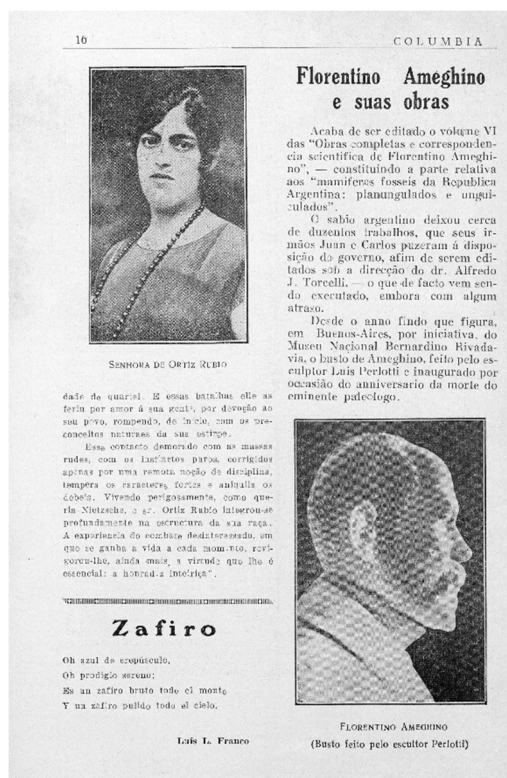 16
COLUMBIA
SENHORA DE ORTIZ RUBIO
dade de quartel. E essas batalhas elle as
feriu por amor á sua gente, por devoção ao
seu povo, rompendo, de inicio, com os pre-
conceitos naturaes da sua estirpe.
Esse contacto demorado com as massas
rudes, com os instinctos puros, corrigidos
apenas por uma remota noção de disciplina,
tempera os caracteres fortes e aniquila os
debeis. Vivendo perigosamente, como que-
ria Nietzsche, o sr. Ortiz Rubio integrou-se
profundamente na estructura da sua raça.
A experiencia do combate desinteressado, em
que se ganha a vida a cada momento, revi-
gorou-lhe, ainda mais, a virtude que lhe é
essencial: a honradez inteiriça".
Zafiro
Oh azul de crepúsculo,
Oh prodigio sereno;
Es un zafiro bruto todo el monte
Y un zafiro pulido todo el cielo.
Luis L. Franco
Florentino Ameghino
e suas obras
Acaba de ser editado o volume VI
das "Obras completas e corresponden-
cia scientifica de Florentino Ameghi-
no", — constituindo a parte relativa
aos "mamiferos fosseis da Republica
Argentina: planungulados e ungui-
culados".
O sabio argentino deixou cerca
de duzentos trabalhos, que seus ir-
mãos Juan e Carlos puzeram á dispo-
sição do governo, afim de serem edi-
tados sob a direcção do dr. Alfredo
J. Torcelli, — o que de facto vem sen-
do executado, embora com algum
atraso.
Desde o anno findo que figura,
em Buenos-Aires, por iniciativa do
Museu Nacional Bernardino Rivada-
via, o busto de Ameghino, feito pelo es-
culptor Luis Perlotti e inaugurado por
occasião do anniversario da morte do
eminente paleologo.
FLORENTINO AMEGHINO
(Busto feito pelo escultor Perlotti)